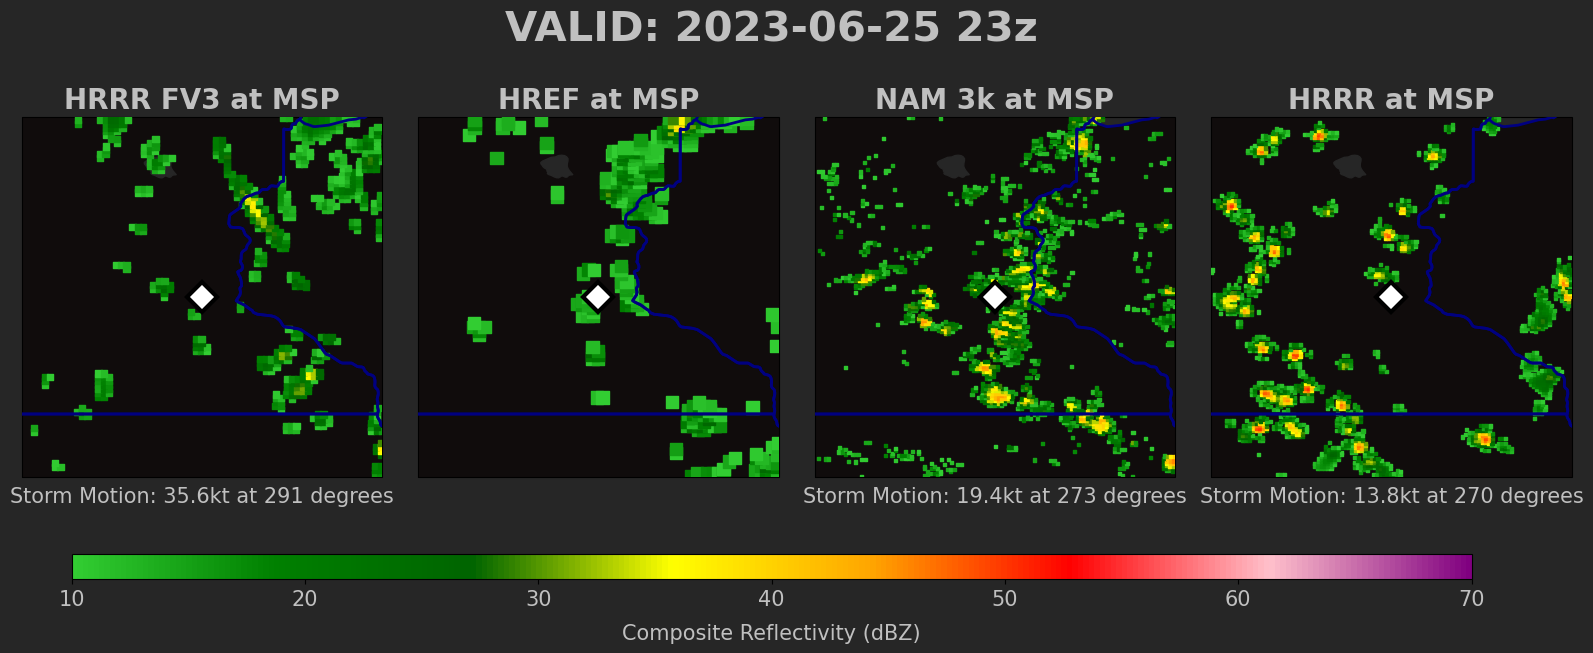 VALID: 2023-06-25 23z
HRRR FV3 at MSP
HREF at MSP
NAM 3k at MSP
HRRR at MSP
Storm Motion: 35.6kt at 291 degrees
Storm Motion: 19.4kt at 273 degrees
Storm Motion: 13.8kt at 270 degrees
10 20 30 40 50 60 70
Composite Reflectivity (dBZ)